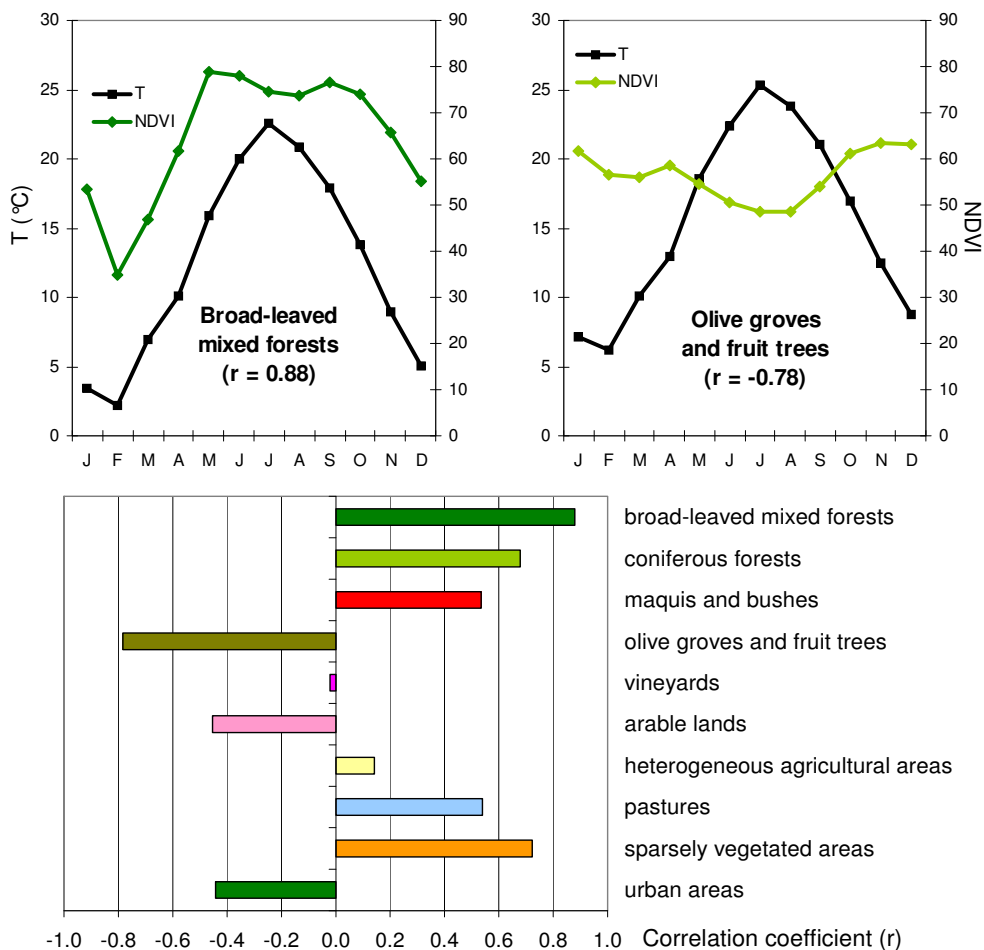 30
25
20
15
10
5
0
T (°C)
90
80
70
60
50
40
30
20
10
0
T
NDVI
Broad-leaved
mixed forests
(r = 0.88)
J F M A M J J A S O N D
30
25
20
15
10
5
0
90
80
70
60
50
40
30
20
10
0
NDVI
T
NDVI
Olive groves
and fruit trees
(r = -0.78)
J F M A M J J A S O N D
broad-leaved mixed forests
coniferous forests
maquis and bushes
olive groves and fruit trees
vineyards
arable lands
heterogeneous agricultural areas
pastures
sparsely vegetated areas
urban areas
-1.0 -0.8 -0.6 -0.4 -0.2 0.0 0.2 0.4 0.6 0.8 1.0
Correlation coefficient (r)